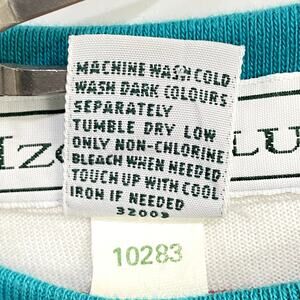 MACHINE WASH COLD
WASH DARK COLOURS
SEPARATELY
TUMBLE DRY LOW
ONLY NON-CHLORINE
BLEACH WHEN NEEDED
TOUCH UP WITH COOL
IRON IF NEEDED
32003
10283